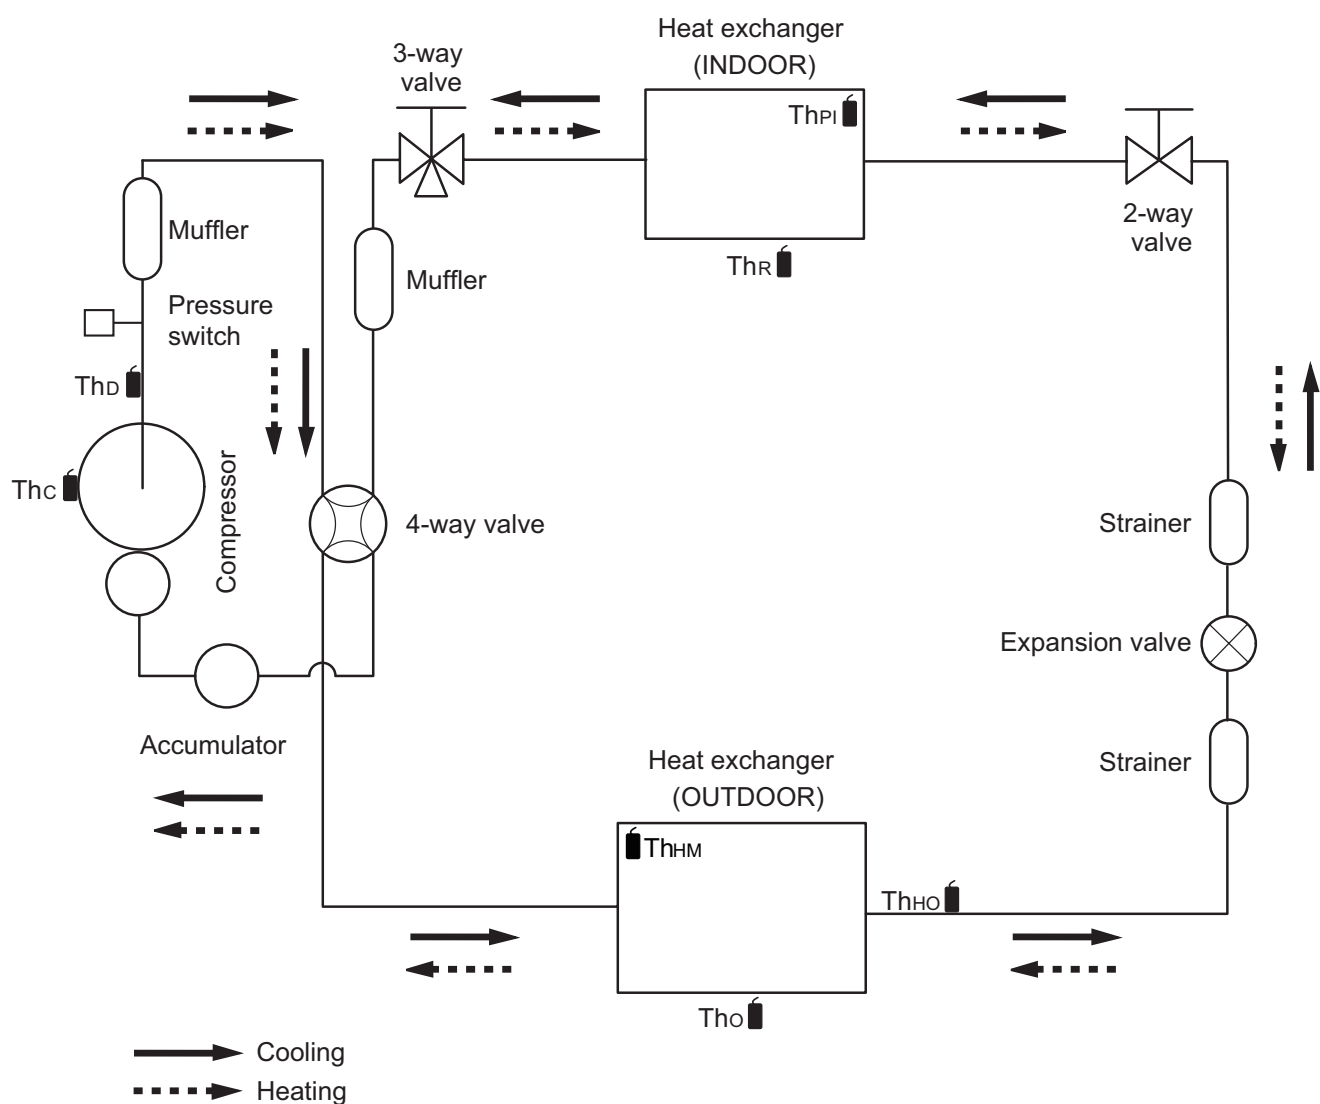 Heat exchanger
(INDOOR)
3-way
valve
ThPI
Muffler
2-way
valve
ThR
Muffler
Pressure
switch
ThD
ThC
Compressor
4-way valve
Strainer
Expansion valve
Accumulator
Heat exchanger
(OUTDOOR)
Strainer
ThHM
ThHO
ThO
Cooling
Heating